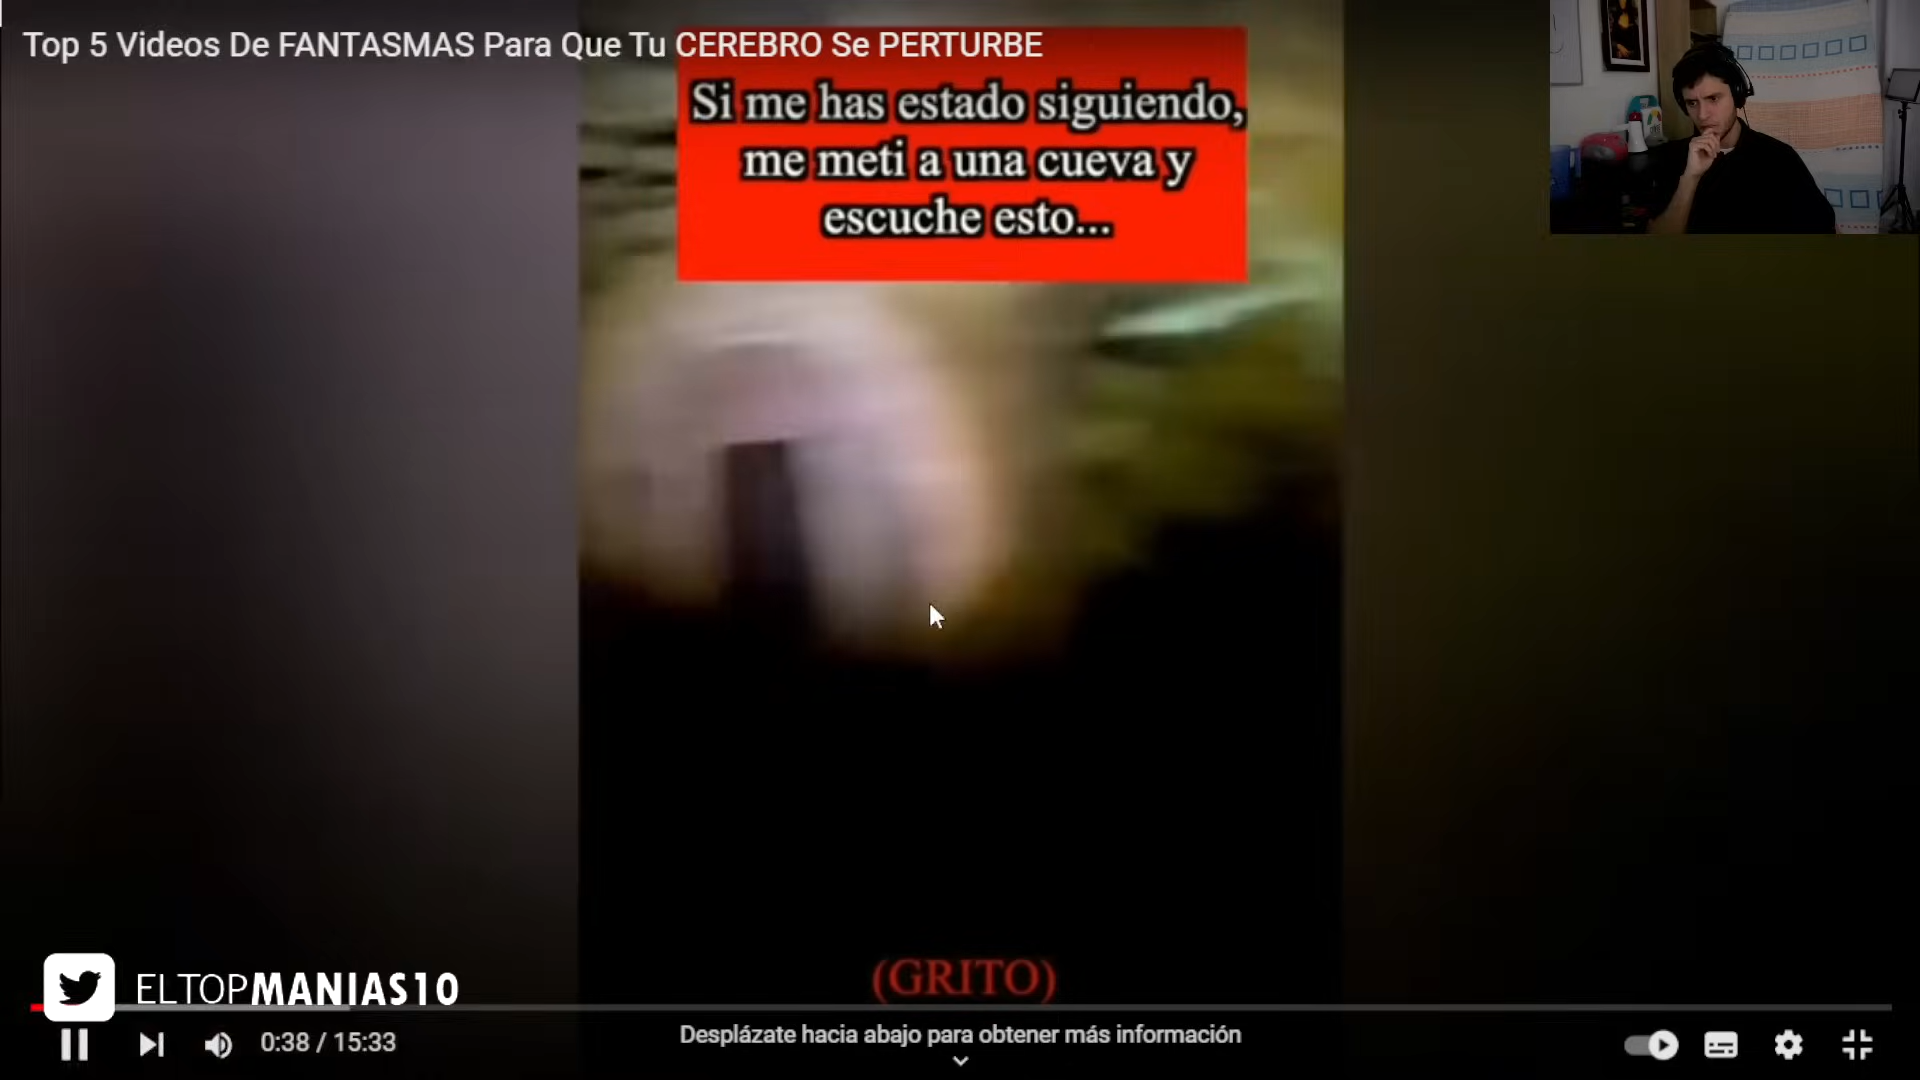 Top 5 Videos De FANTASMAS Para Que Tu CEREBRO Se PERTURBE
Si me has estado siguiendo,
me meti a una cueva y
escuche esto...
(GRITO)
ELTOPMANIAS10
0:38 / 15:33
Desplázate hacia abajo para obtener más información